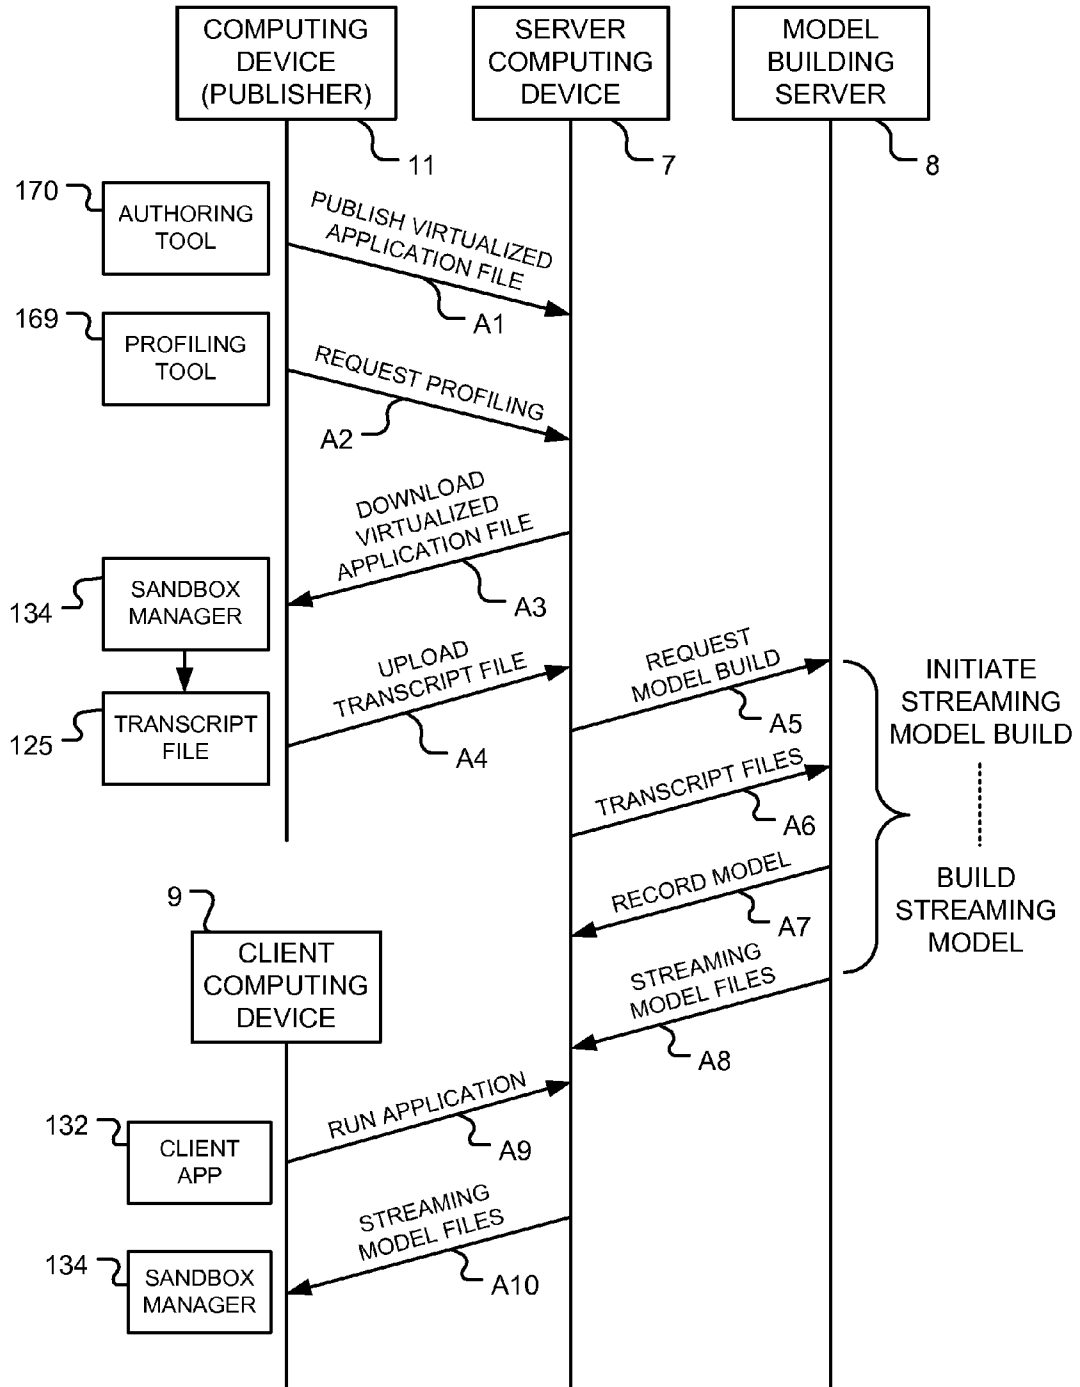 COMPUTING
DEVICE
(PUBLISHER)
SERVER
COMPUTING
DEVICE
MODEL
BUILDING
SERVER
11
7
8
170
AUTHORING
TOOL
PUBLISH VIRTUALIZED
APPLICATION FILE
A1
169
PROFILING
TOOL
REQUEST PROFILING
A2
DOWNLOAD
VIRTUALIZED
APPLICATION FILE
A3
134
SANDBOX
MANAGER
UPLOAD
TRANSCRIPT FILE
A4
125
TRANSCRIPT
FILE
REQUEST
MODEL BUILD
A5
INITIATE
STREAMING
MODEL BUILD
TRANSCRIPT FILES
A6
RECORD MODEL
A7
BUILD
STREAMING
MODEL
STREAMING
MODEL FILES
A8
9
CLIENT
COMPUTING
DEVICE
RUN APPLICATION
A9
132
CLIENT
APP
STREAMING
MODEL FILES
A10
134
SANDBOX
MANAGER